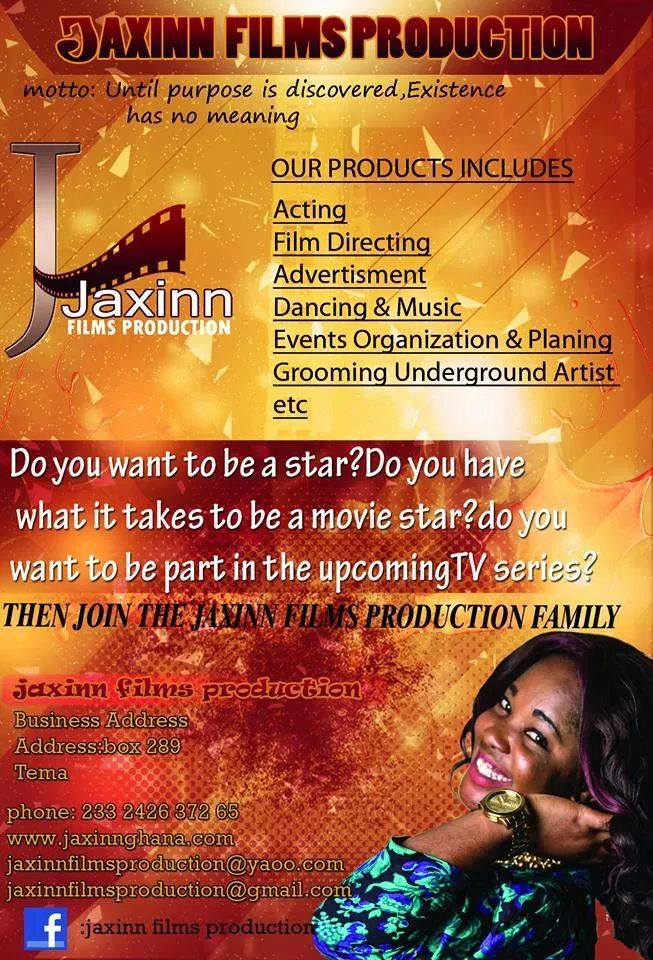 JAXINN FILMS PRODUCTION
motto: Until purpose is discovered,Existence
has no meaning
J
Jaxinn
FILMS PRODUCTION
OUR PRODUCTS INCLUDES
Acting
Film Directing
Advertisment
Dancing & Music
Events Organization & Planing
Grooming Underground Artist
etc
Do you want to be a star?Do you have
what it takes to be a movie star?do you
want to be part in the upcomingTV series?
THEN JOIN THE JAXINN FILMS PRODUCTION FAMILY
jaxinn films production
Business Address
Address:box 289
Tema
phone: 233 2426 372 65
www.jaxinnghana.com
jaxinnfilmsproduction@yaoo.com
jaxinnfilmsproduction@gmail.com
f :jaxinn films production